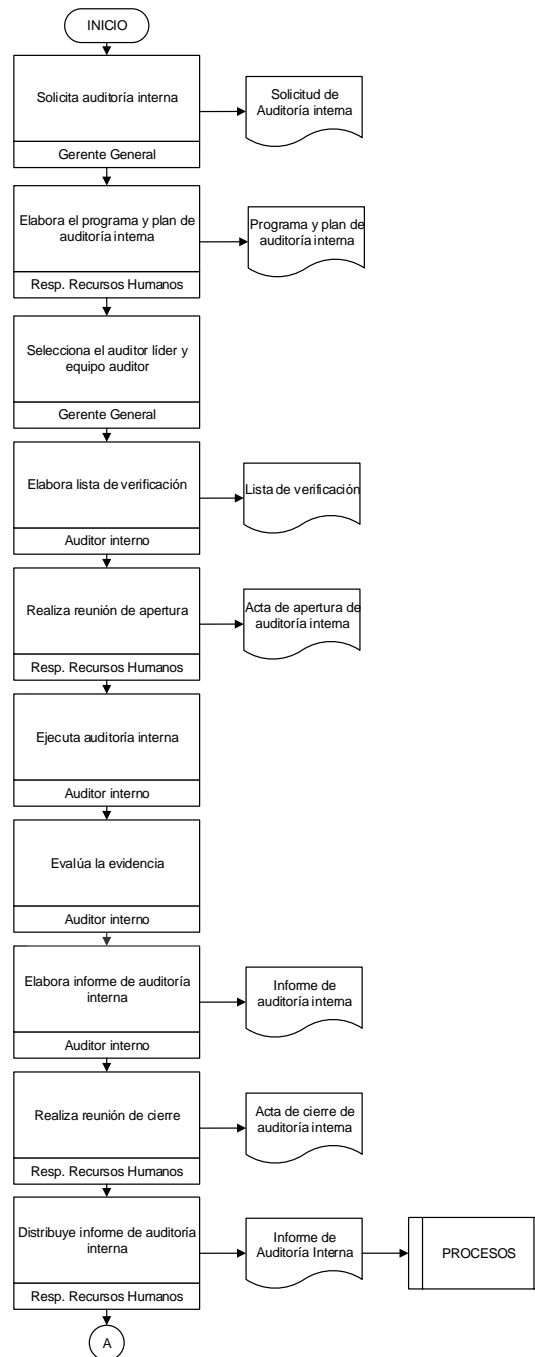 INICIO
Solicita auditoría interna
Gerente General
Solicitud de
Auditoría interna
Elabora el programa y plan de
auditoría interna
Resp. Recursos Humanos
Programa y plan de
auditoría interna
Selecciona el auditor líder y
equipo auditor
Gerente General
Elabora lista de verificación
Auditor interno
Lista de verificación
Realiza reunión de apertura
Resp. Recursos Humanos
Acta de apertura de
auditoría interna
Ejecuta auditoría interna
Auditor interno
Evalúa la evidencia
Auditor interno
Elabora informe de auditoría
interna
Auditor interno
Informe de
auditoría interna
Realiza reunión de cierre
Resp. Recursos Humanos
Acta de cierre de
auditoría interna
Distribuye informe de auditoría
interna
Resp. Recursos Humanos
Informe de
Auditoría Interna
PROCESOS
A